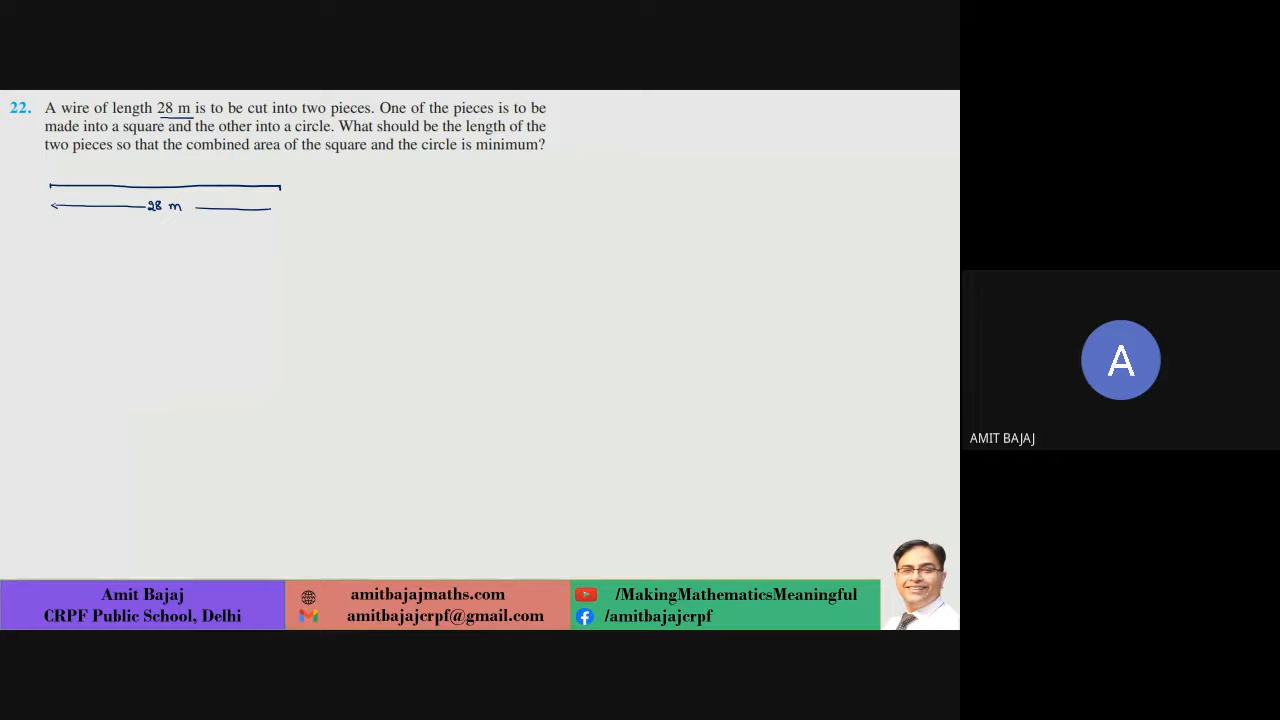 22. A wire of length 28 m is to be cut into two pieces. One of the pieces is to be
made into a square and the other into a circle. What should be the length of the
two pieces so that the combined area of the square and the circle is minimum?
28 m
A
AMIT BAJAJ
Amit Bajaj
CRPF Public School, Delhi
amitbajajmaths.com
amitbajajcrpf@gmail.com
/MakingMathematicsMeaningful
/amitbajajcrpf